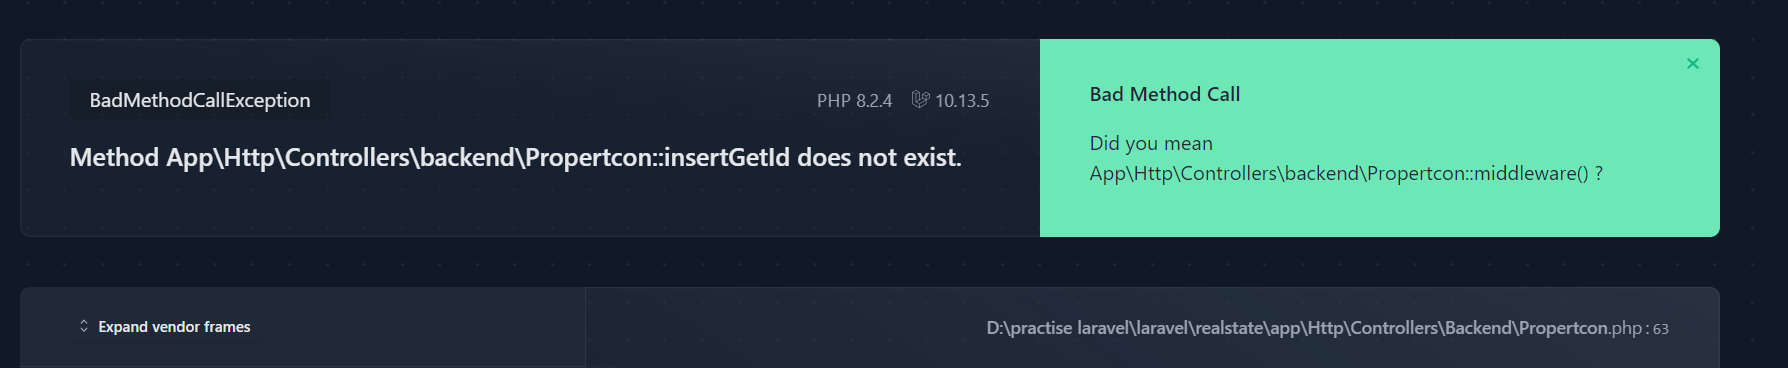 BadMethodCallException
PHP 8.2.4 10.13.5
Method App\Http\Controllers\backend\Propertcon::insertGetId does not exist.
Bad Method Call
Did you mean
App\Http\Controllers\backend\Propertcon::middleware() ?
Expand vendor frames
D:\practise laravel\laravel\realstate\app\Http\Controllers\Backend\Propertcon.php : 63